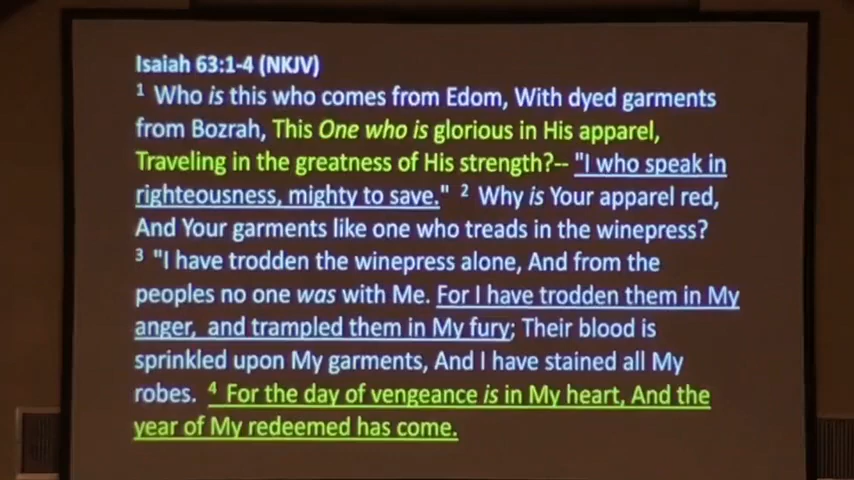 Isaiah 63:1-4 (NKJV)
1 Who is this who comes from Edom, With dyed garments
from Bozrah, This One who is glorious in His apparel,
Traveling in the greatness of His strength?-- "I who speak in
righteousness, mighty to save." 2 Why is Your apparel red,
And Your garments like one who treads in the winepress?
3 "I have trodden the winepress alone, And from the
peoples no one was with Me. For I have trodden them in My
anger, and trampled them in My fury; Their blood is
sprinkled upon My garments, And I have stained all My
robes. 4 For the day of vengeance is in My heart, And the
year of My redeemed has come.